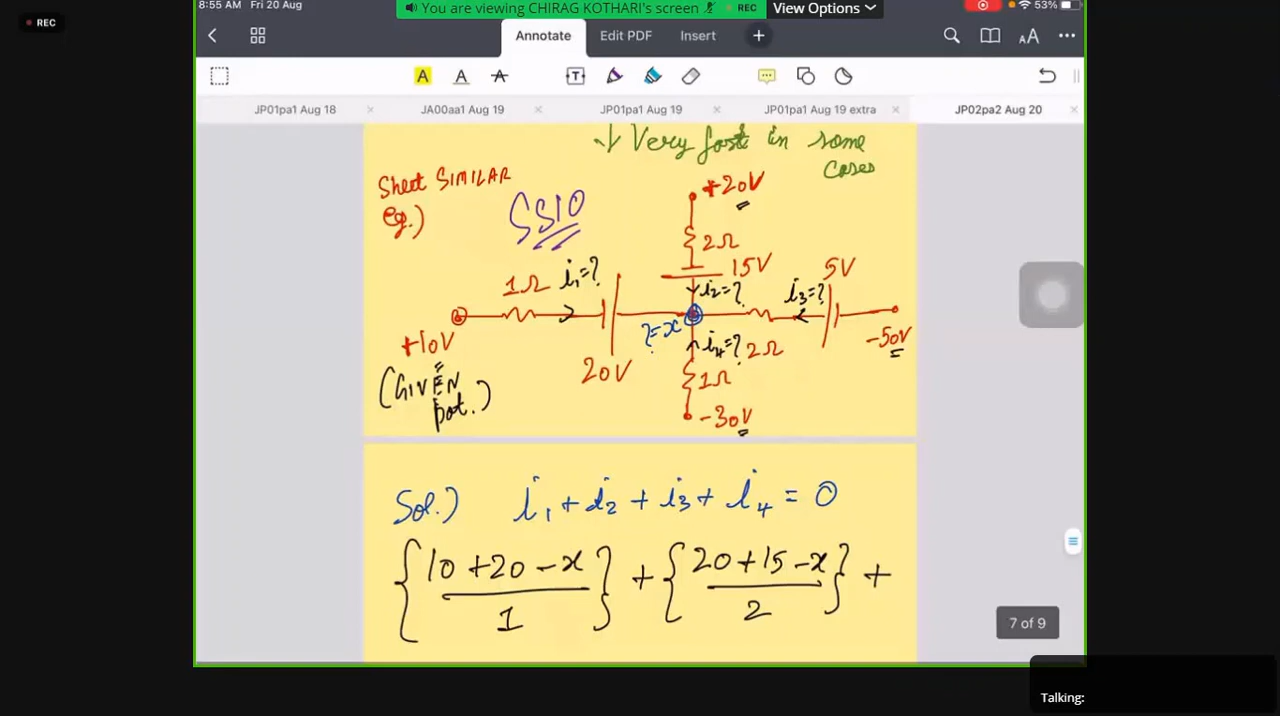 8:55 AM Fri 20 Aug
You are viewing CHIRAG KOTHARI's screen
REC
View Options
53%
REC
Annotate
Edit PDF
Insert
+
AA
A A A T
JP01pa1 Aug 18 ×
JA00aa1 Aug 19 ×
JP01pa1 Aug 19 ×
JP01pa1 Aug 19 extra ×
JP02pa2 Aug 20 ×
↓ Very fast in some
cases
Sheet SIMILAR
eg.)
SS10
+20V
2Ω
15V
5V
1Ω
i₁=?
i₂=?
i₃=?
+10V
?=x
i₄=?
2Ω
-50V
20V
1Ω
(GIVEN
pot.)
-30V
Sol.) i₁ + i₂ + i₃ + i₄ = 0
{10 + 20 - x / 1} + {20 + 15 - x / 2} +
7 of 9
Talking: